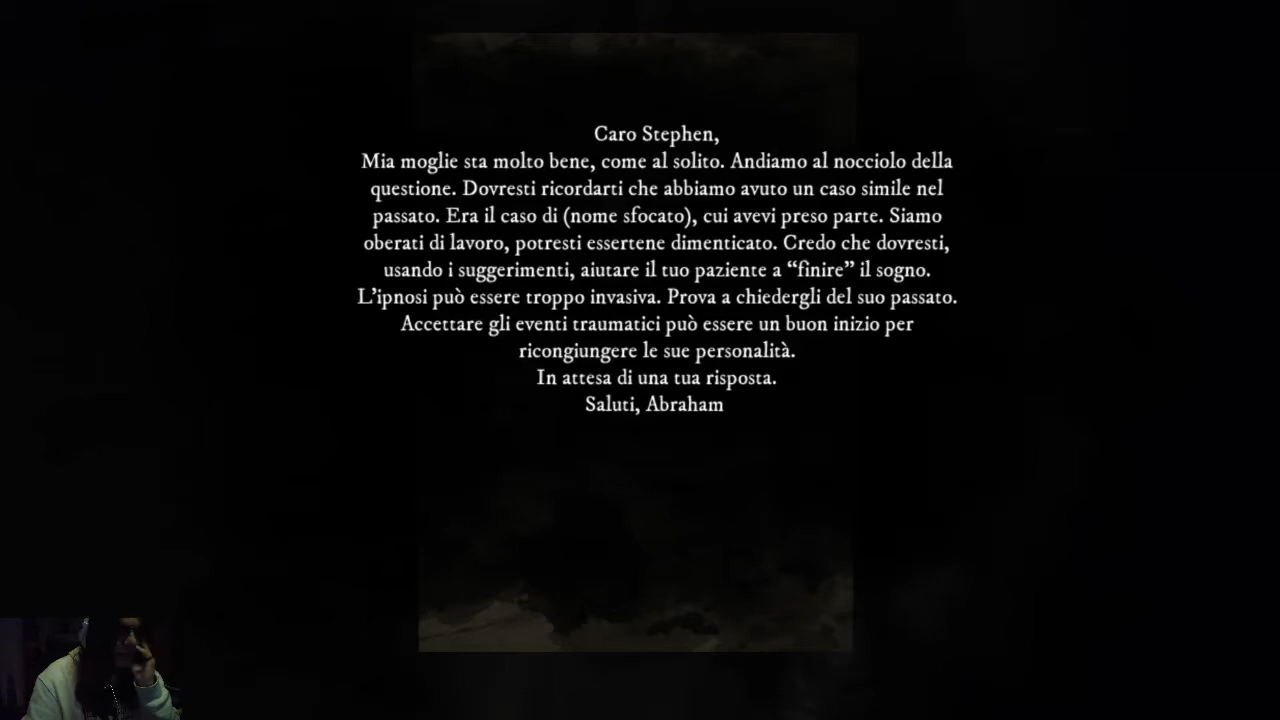 Caro Stephen,
Mia moglie sta molto bene, come al solito. Andiamo al nocciolo della
questione. Dovresti ricordarti che abbiamo avuto un caso simile nel
passato. Era il caso di (nome sfocato), cui avevi preso parte. Siamo
oberati di lavoro, potresti essertene dimenticato. Credo che dovresti,
usando i suggerimenti, aiutare il tuo paziente a “finire” il sogno.
L'ipnosi può essere troppo invasiva. Prova a chiedergli del suo passato.
Accettare gli eventi traumatici può essere un buon inizio per
ricongiungere le sue personalità.
In attesa di una tua risposta.
Saluti, Abraham